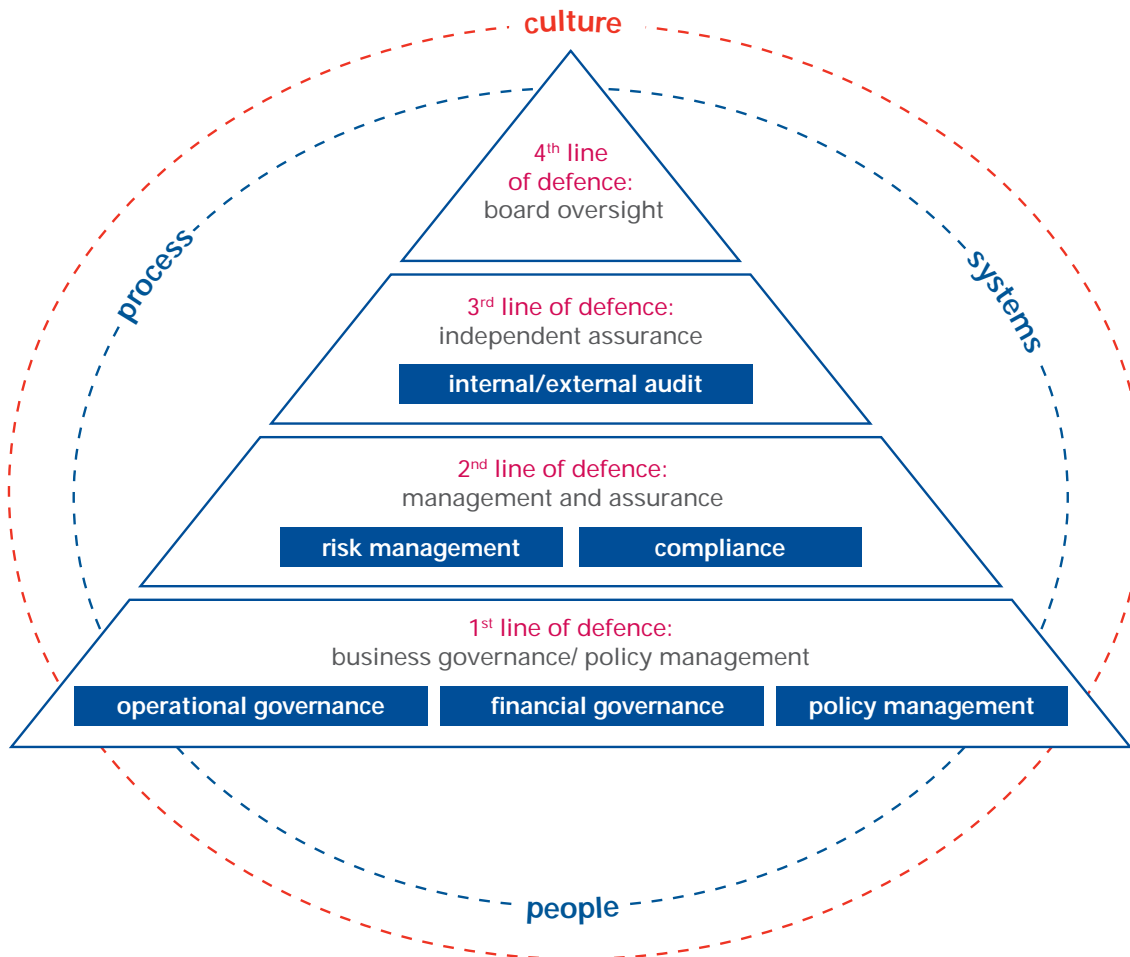 culture
process
systems
4th line
of defence:
board oversight
3rd line of defence:
independent assurance
internal/external audit
2nd line of defence:
management and assurance
risk management
compliance
1st line of defence:
business governance/ policy management
operational governance
financial governance
policy management
people